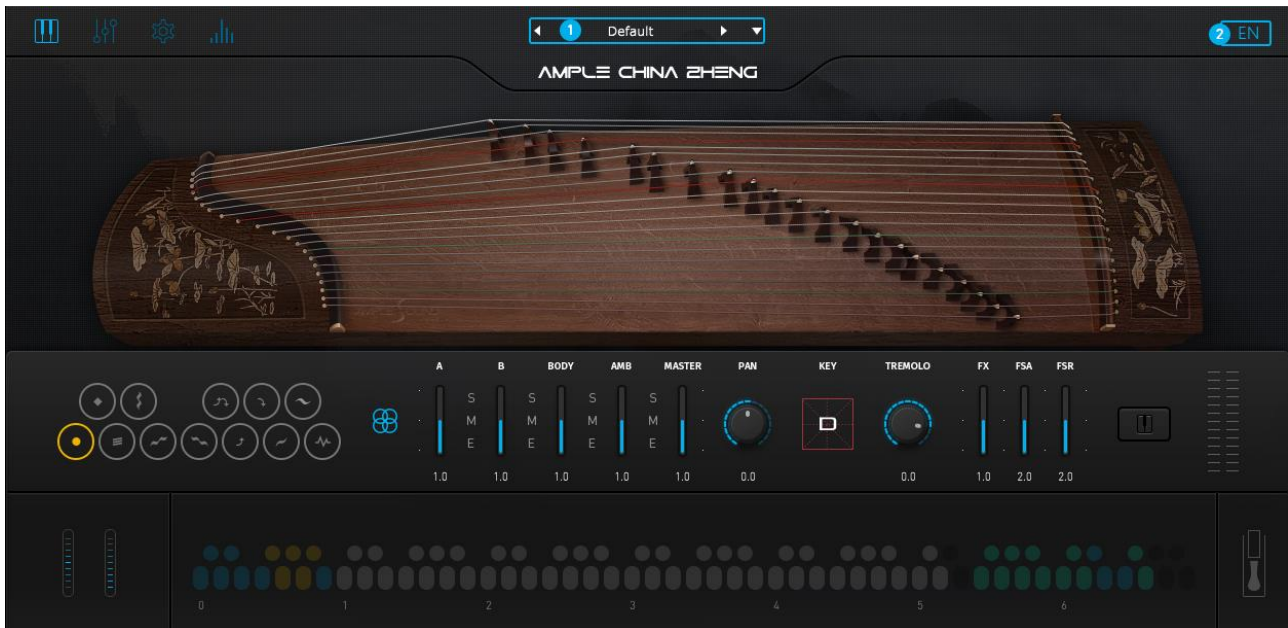 1 Default
2 EN
AMPLE CHINA ZHENG
A B BODY AMB MASTER PAN KEY TREMOLO FX FSA FSR
S S S S
M M M M
E E E E
D
1.0 1.0 1.0 1.0 1.0 0.0 0.0 1.0 2.0 2.0
0 1 2 3 4 5 6